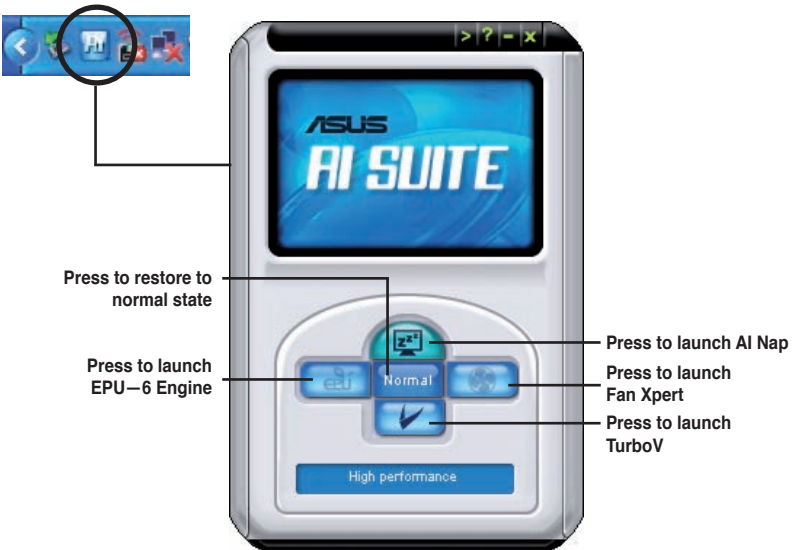 > ? - x
ASUS
AI SUITE
Press to restore to
normal state
Press to launch AI Nap
Press to launch
EPU–6 Engine
Normal
Press to launch
Fan Xpert
Press to launch
TurboV
High performance